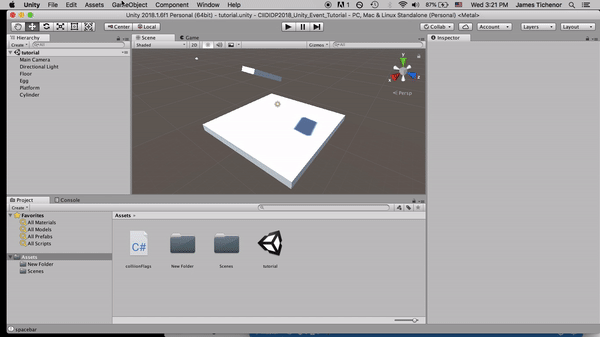 Unity File Edit Assets GameObject Component Window Help 87% Wed 3:21 PM James Tichenor
Unity 2018.1.6f1 Personal (64bit) - tutorial.unity - CIIDIDP2018_Unity_Event_Tutorial - PC, Mac & Linux Standalone (Personal) <Metal>
Center Local Collab Account Layers Layout
Hierarchy Scene Game Inspector
Create Shaded 2D Gizmos All
tutorial
Main Camera
Directional Light
Floor
Egg
Platform
Cylinder
y
x z
Persp
Project Console
Create
Favorites
All Materials
All Models
All Prefabs
All Scripts
Assets
New Folder
Scenes
Assets
C#
collisionFlags New Folder Scenes tutorial
spacebar